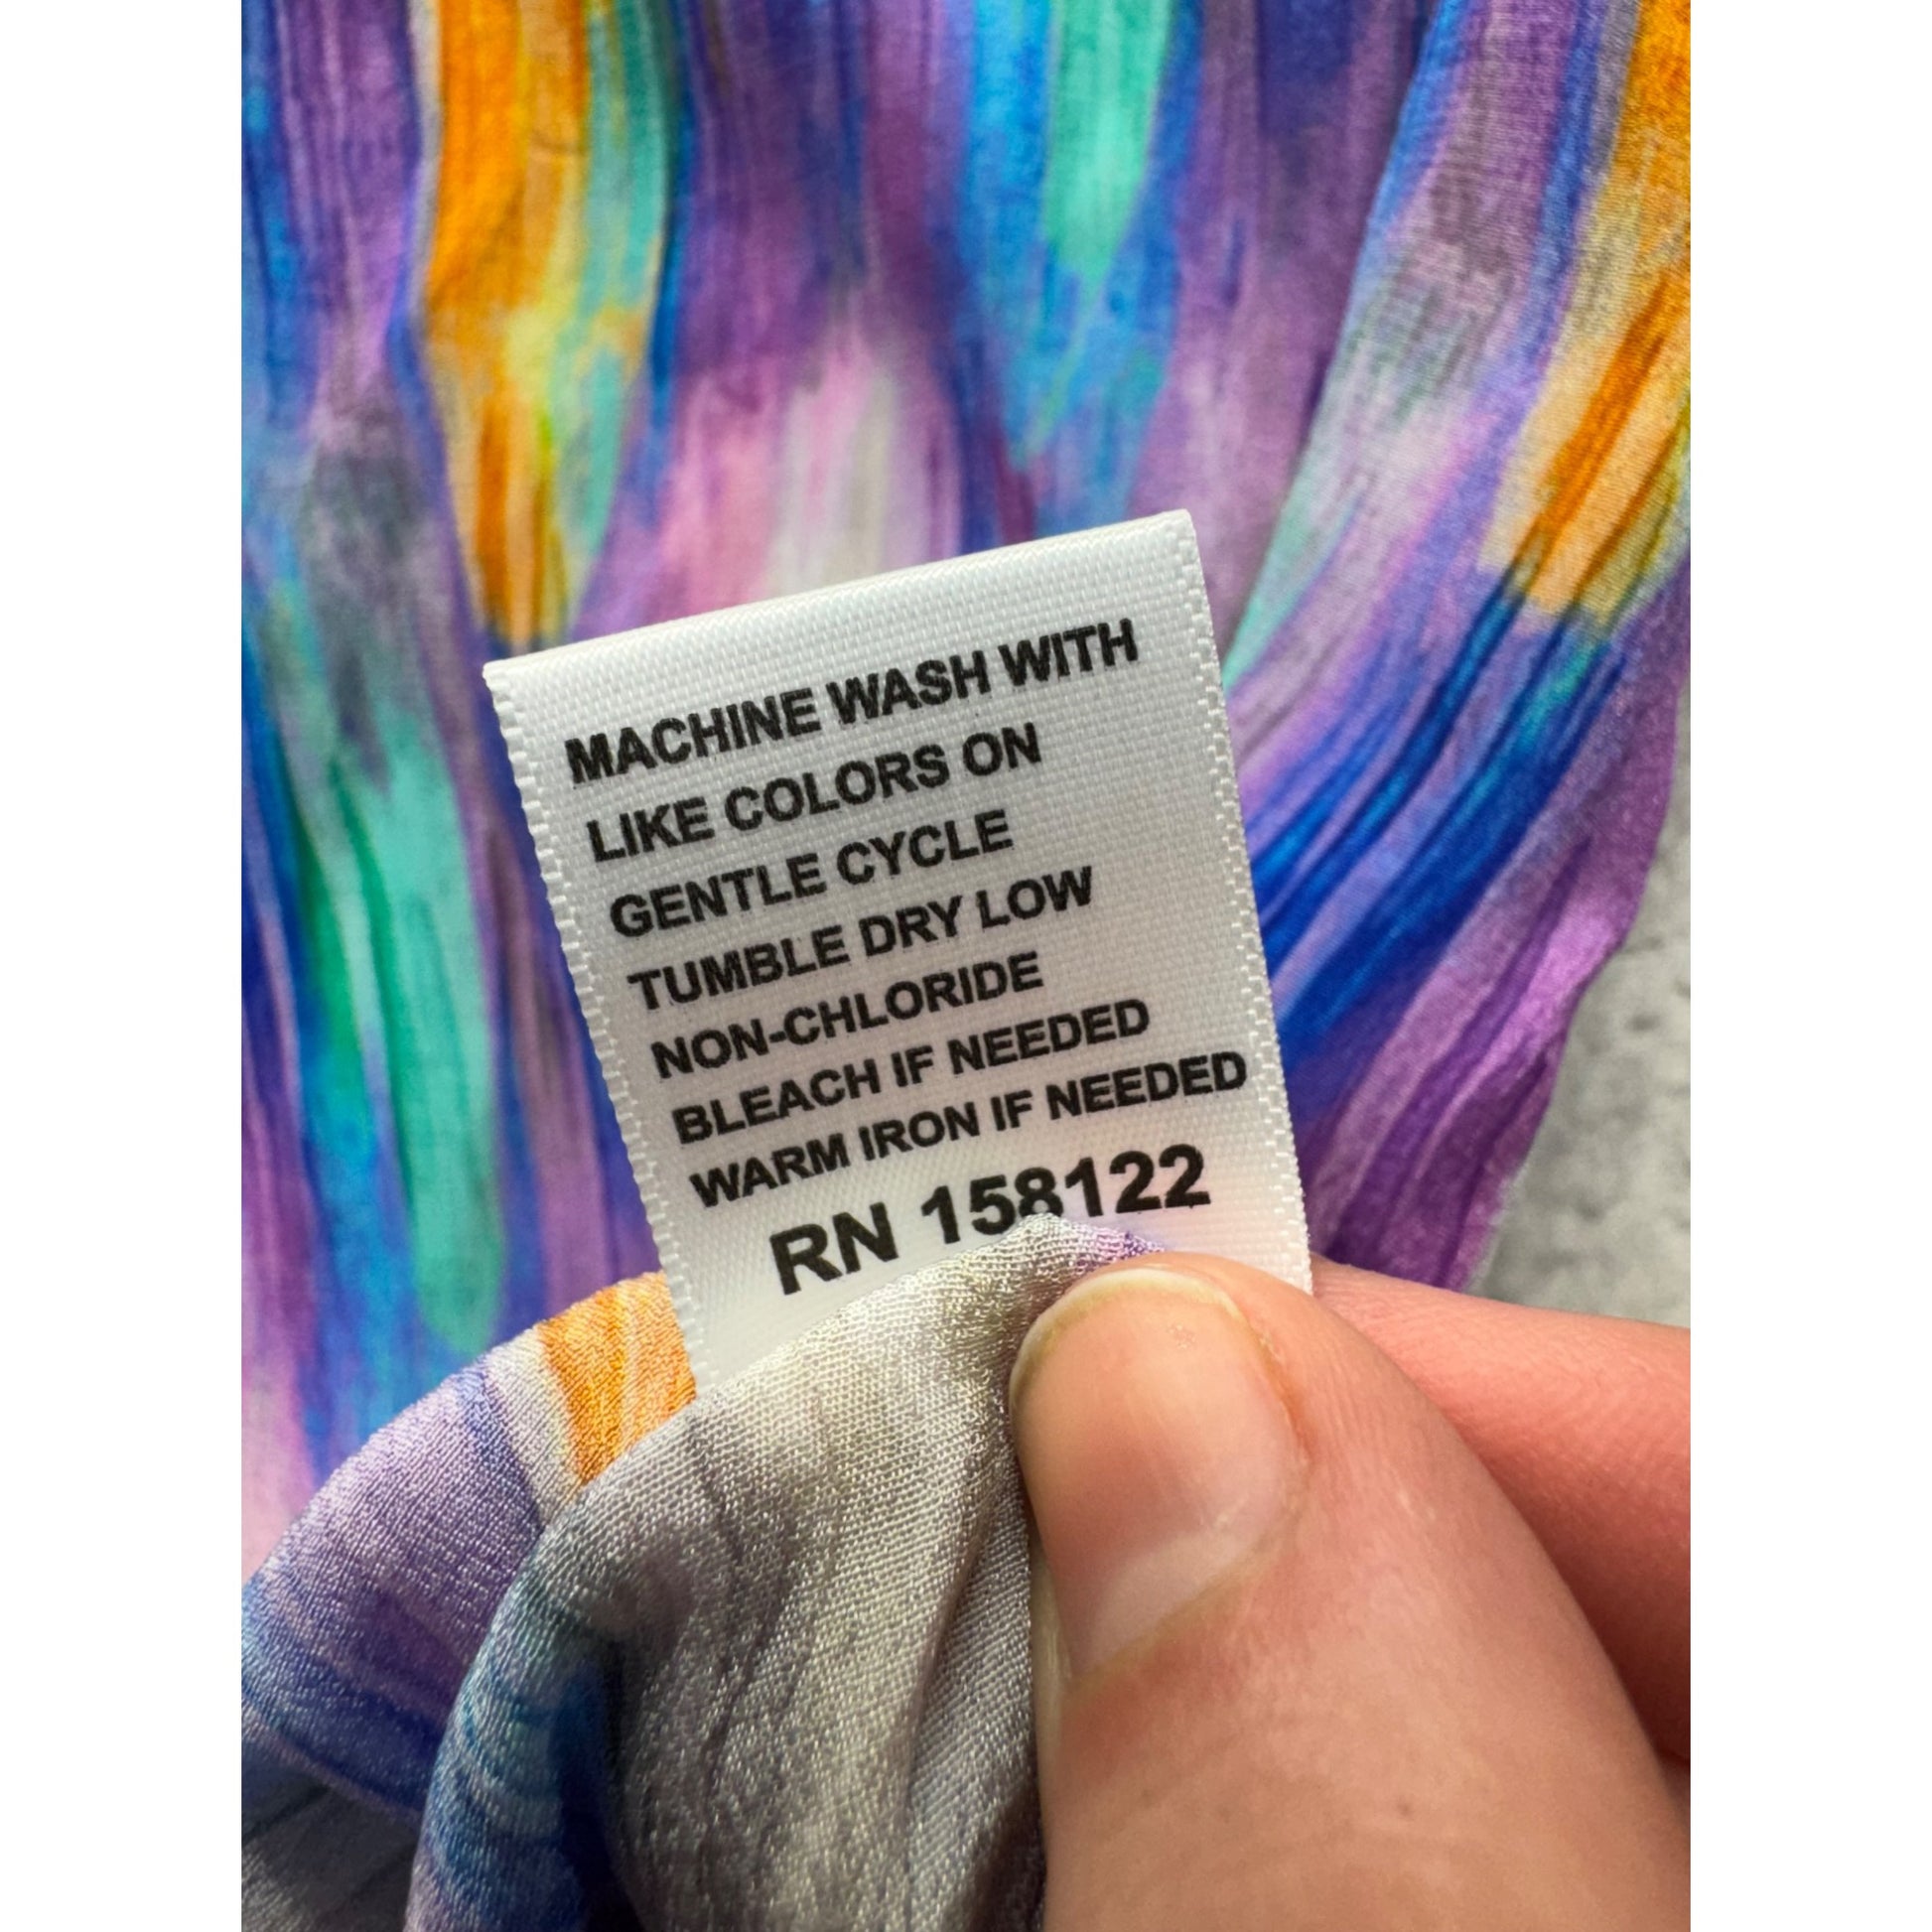 MACHINE WASH WITH
LIKE COLORS ON
GENTLE CYCLE
TUMBLE DRY LOW
NON-CHLORIDE
BLEACH IF NEEDED
WARM IRON IF NEEDED
RN 158122